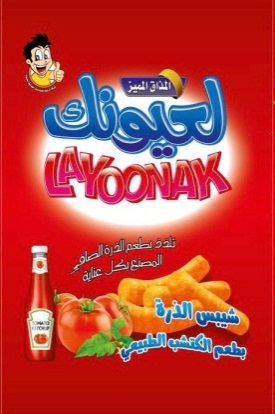 المذاق المميز
لعيونك
LAYOONAK
تلذذ بطعم الذرة الصافي
المصنع بكل عناية
شيبس الذرة
بطعم الكتشب الطبيعي
TOMATO
KETCHUP